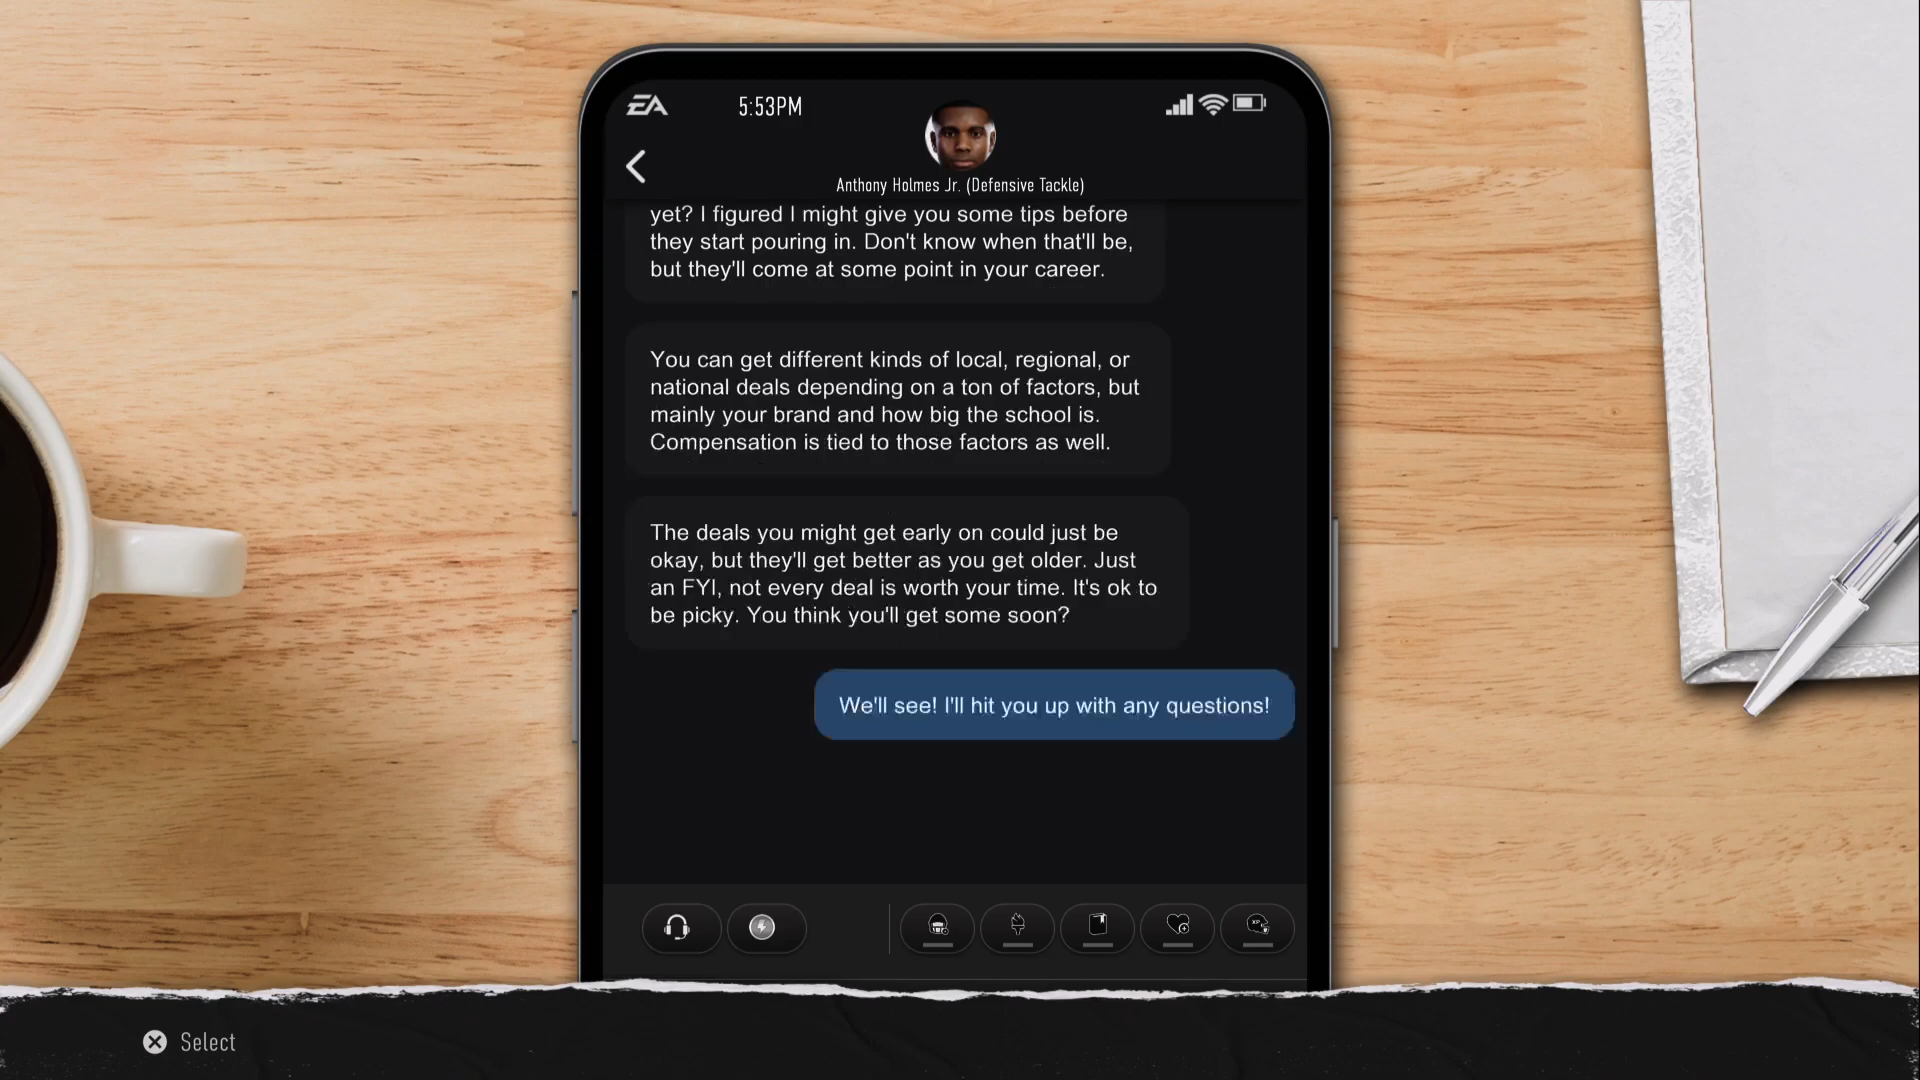 EA
5:53PM
Anthony Holmes Jr. (Defensive Tackle)
yet? I figured I might give you some tips before
they start pouring in. Don't know when that'll be,
but they'll come at some point in your career.
You can get different kinds of local, regional, or
national deals depending on a ton of factors, but
mainly your brand and how big the school is.
Compensation is tied to those factors as well.
The deals you might get early on could just be
okay, but they'll get better as you get older. Just
an FYI, not every deal is worth your time. It's ok to
be picky. You think you'll get some soon?
We'll see! I'll hit you up with any questions!
XP
Select